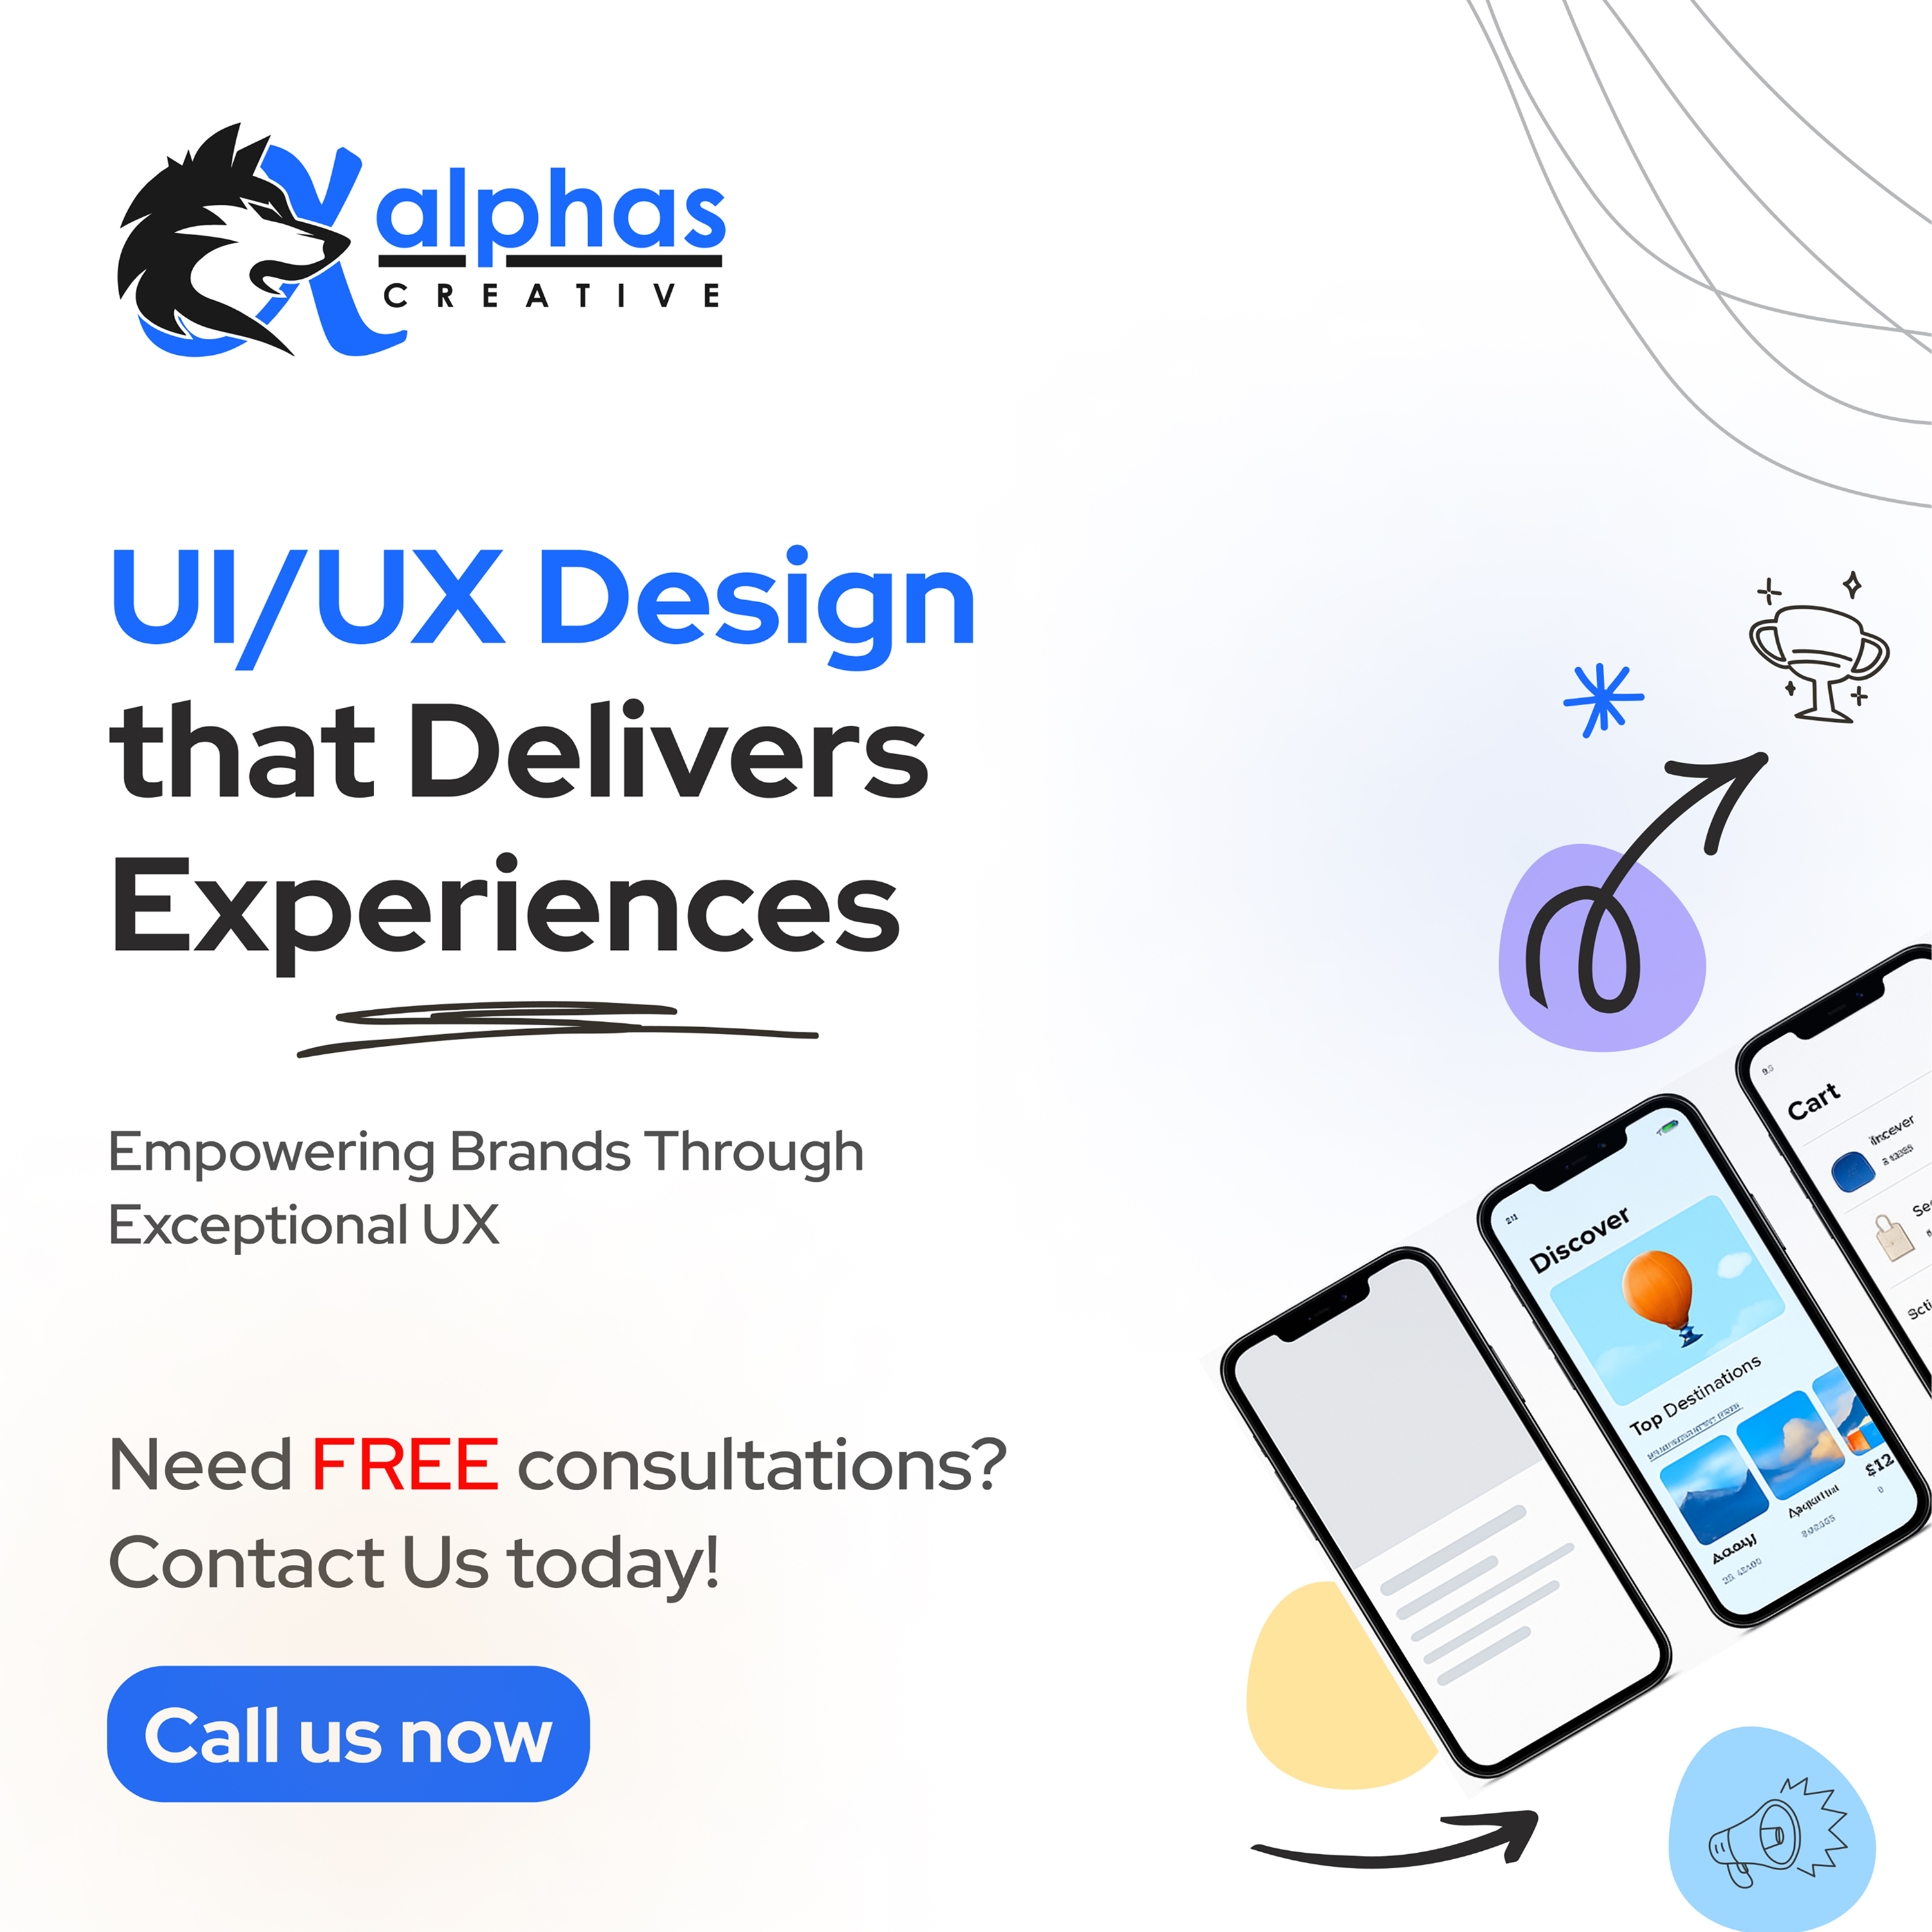 alphas
CREATIVE
UI/UX Design
that Delivers
Experiences
Empowering Brands Through
Exceptional UX
Need FREE consultations?
Contact Us today!
Call us now
Discover
Top Destinations
$12
Cart